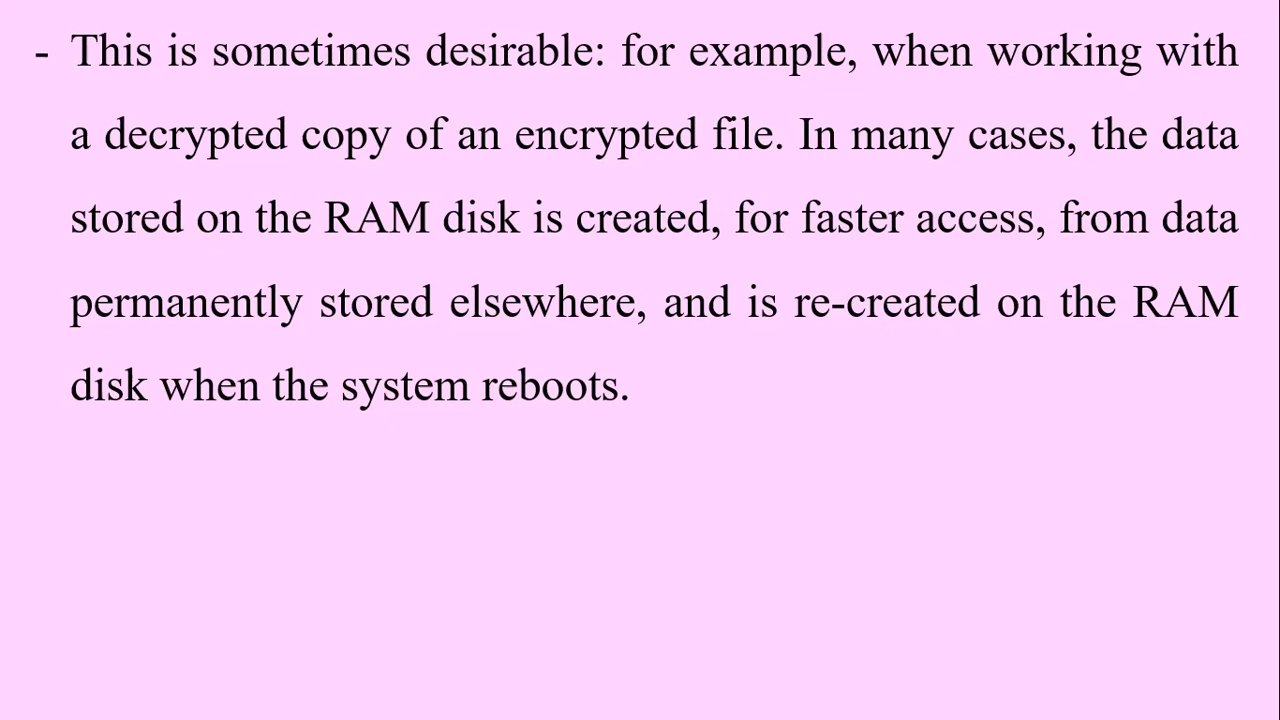 - This is sometimes desirable: for example, when working with
a decrypted copy of an encrypted file. In many cases, the data
stored on the RAM disk is created, for faster access, from data
permanently stored elsewhere, and is re-created on the RAM
disk when the system reboots.